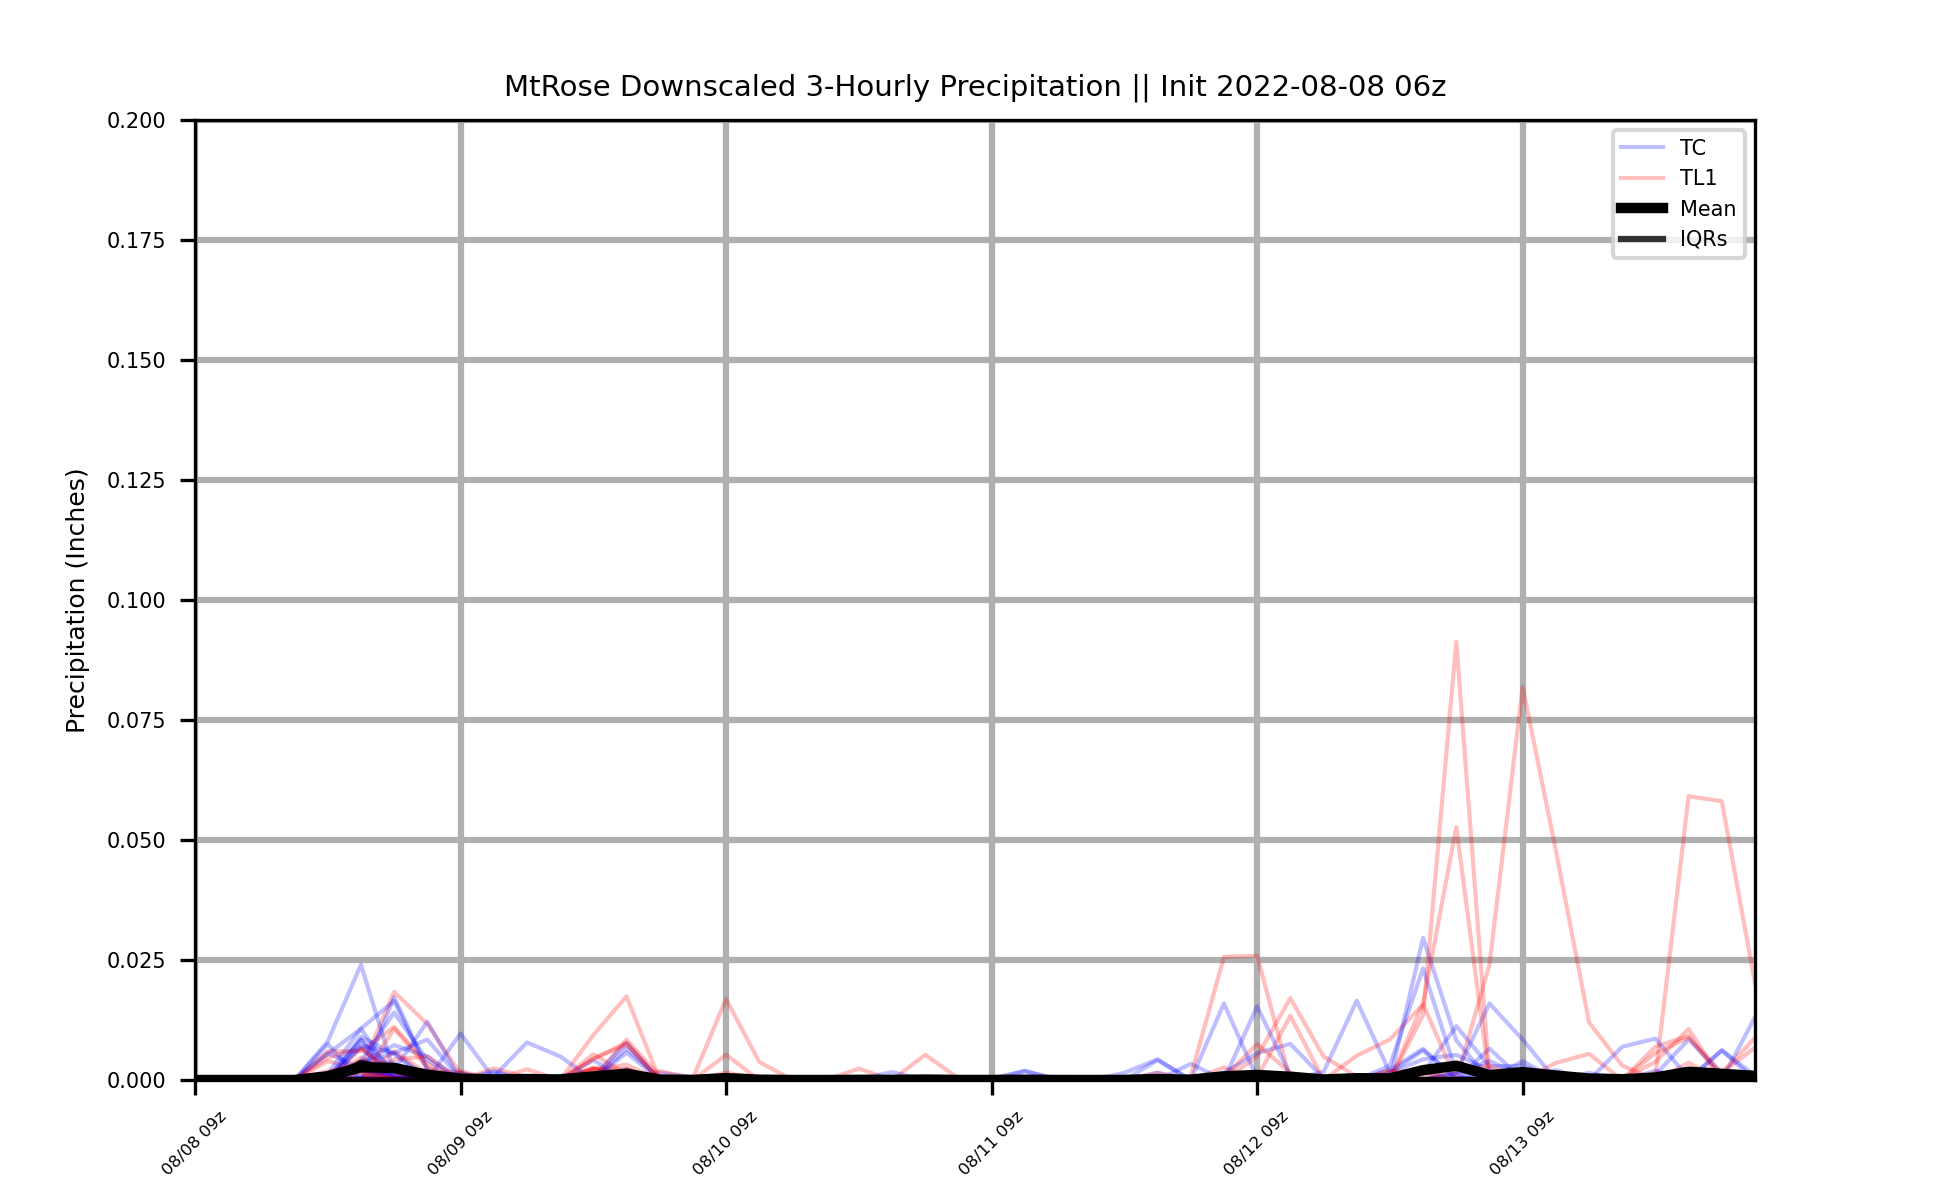 MtRose Downscaled 3-Hourly Precipitation || Init 2022-08-08 06z
Precipitation (Inches)
0.200
0.175
0.150
0.125
0.100
0.075
0.050
0.025
0.000
TC
TL1
Mean
IQRs
08/08 09z
08/09 09z
08/10 09z
08/11 09z
08/12 09z
08/13 09z